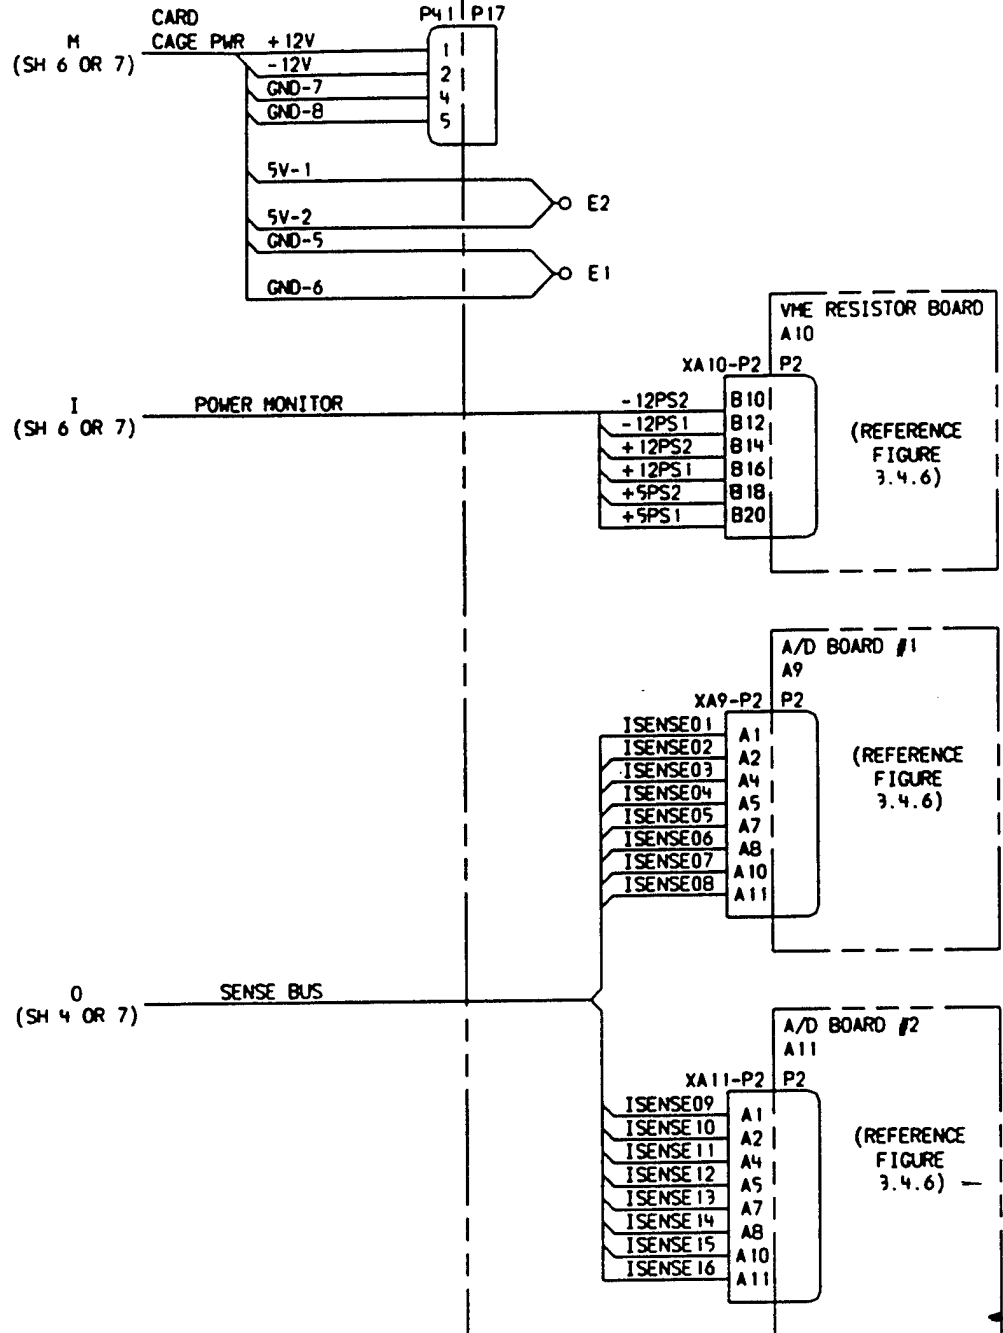 P41 P17
CARD
M CAGE PWR +12V 1
(SH 6 OR 7) -12V 2
GND-7 4
GND-8 5
5V-1
E2
5V-2
GND-5
E1
GND-6
VME RESISTOR BOARD
A10
XA10-P2 P2
I POWER MONITOR -12PS2 B10
(SH 6 OR 7) -12PS1 B12 (REFERENCE
+12PS2 B14 FIGURE
+12PS1 B16 3.4.6)
+5PS2 B18
+5PS1 B20
A/D BOARD #1
A9
XA9-P2 P2
ISENSE01 A1
ISENSE02 A2 (REFERENCE
ISENSE03 A4 FIGURE
ISENSE04 A5 3.4.6)
ISENSE05 A7
ISENSE06 A8
ISENSE07 A10
ISENSE08 A11
O SENSE BUS
(SH 4 OR 7)
A/D BOARD #2
A11
XA11-P2 P2
ISENSE09 A1
ISENSE10 A2 (REFERENCE
ISENSE11 A4 FIGURE
ISENSE12 A5 3.4.6)
ISENSE13 A7
ISENSE14 A8
ISENSE15 A10
ISENSE16 A11